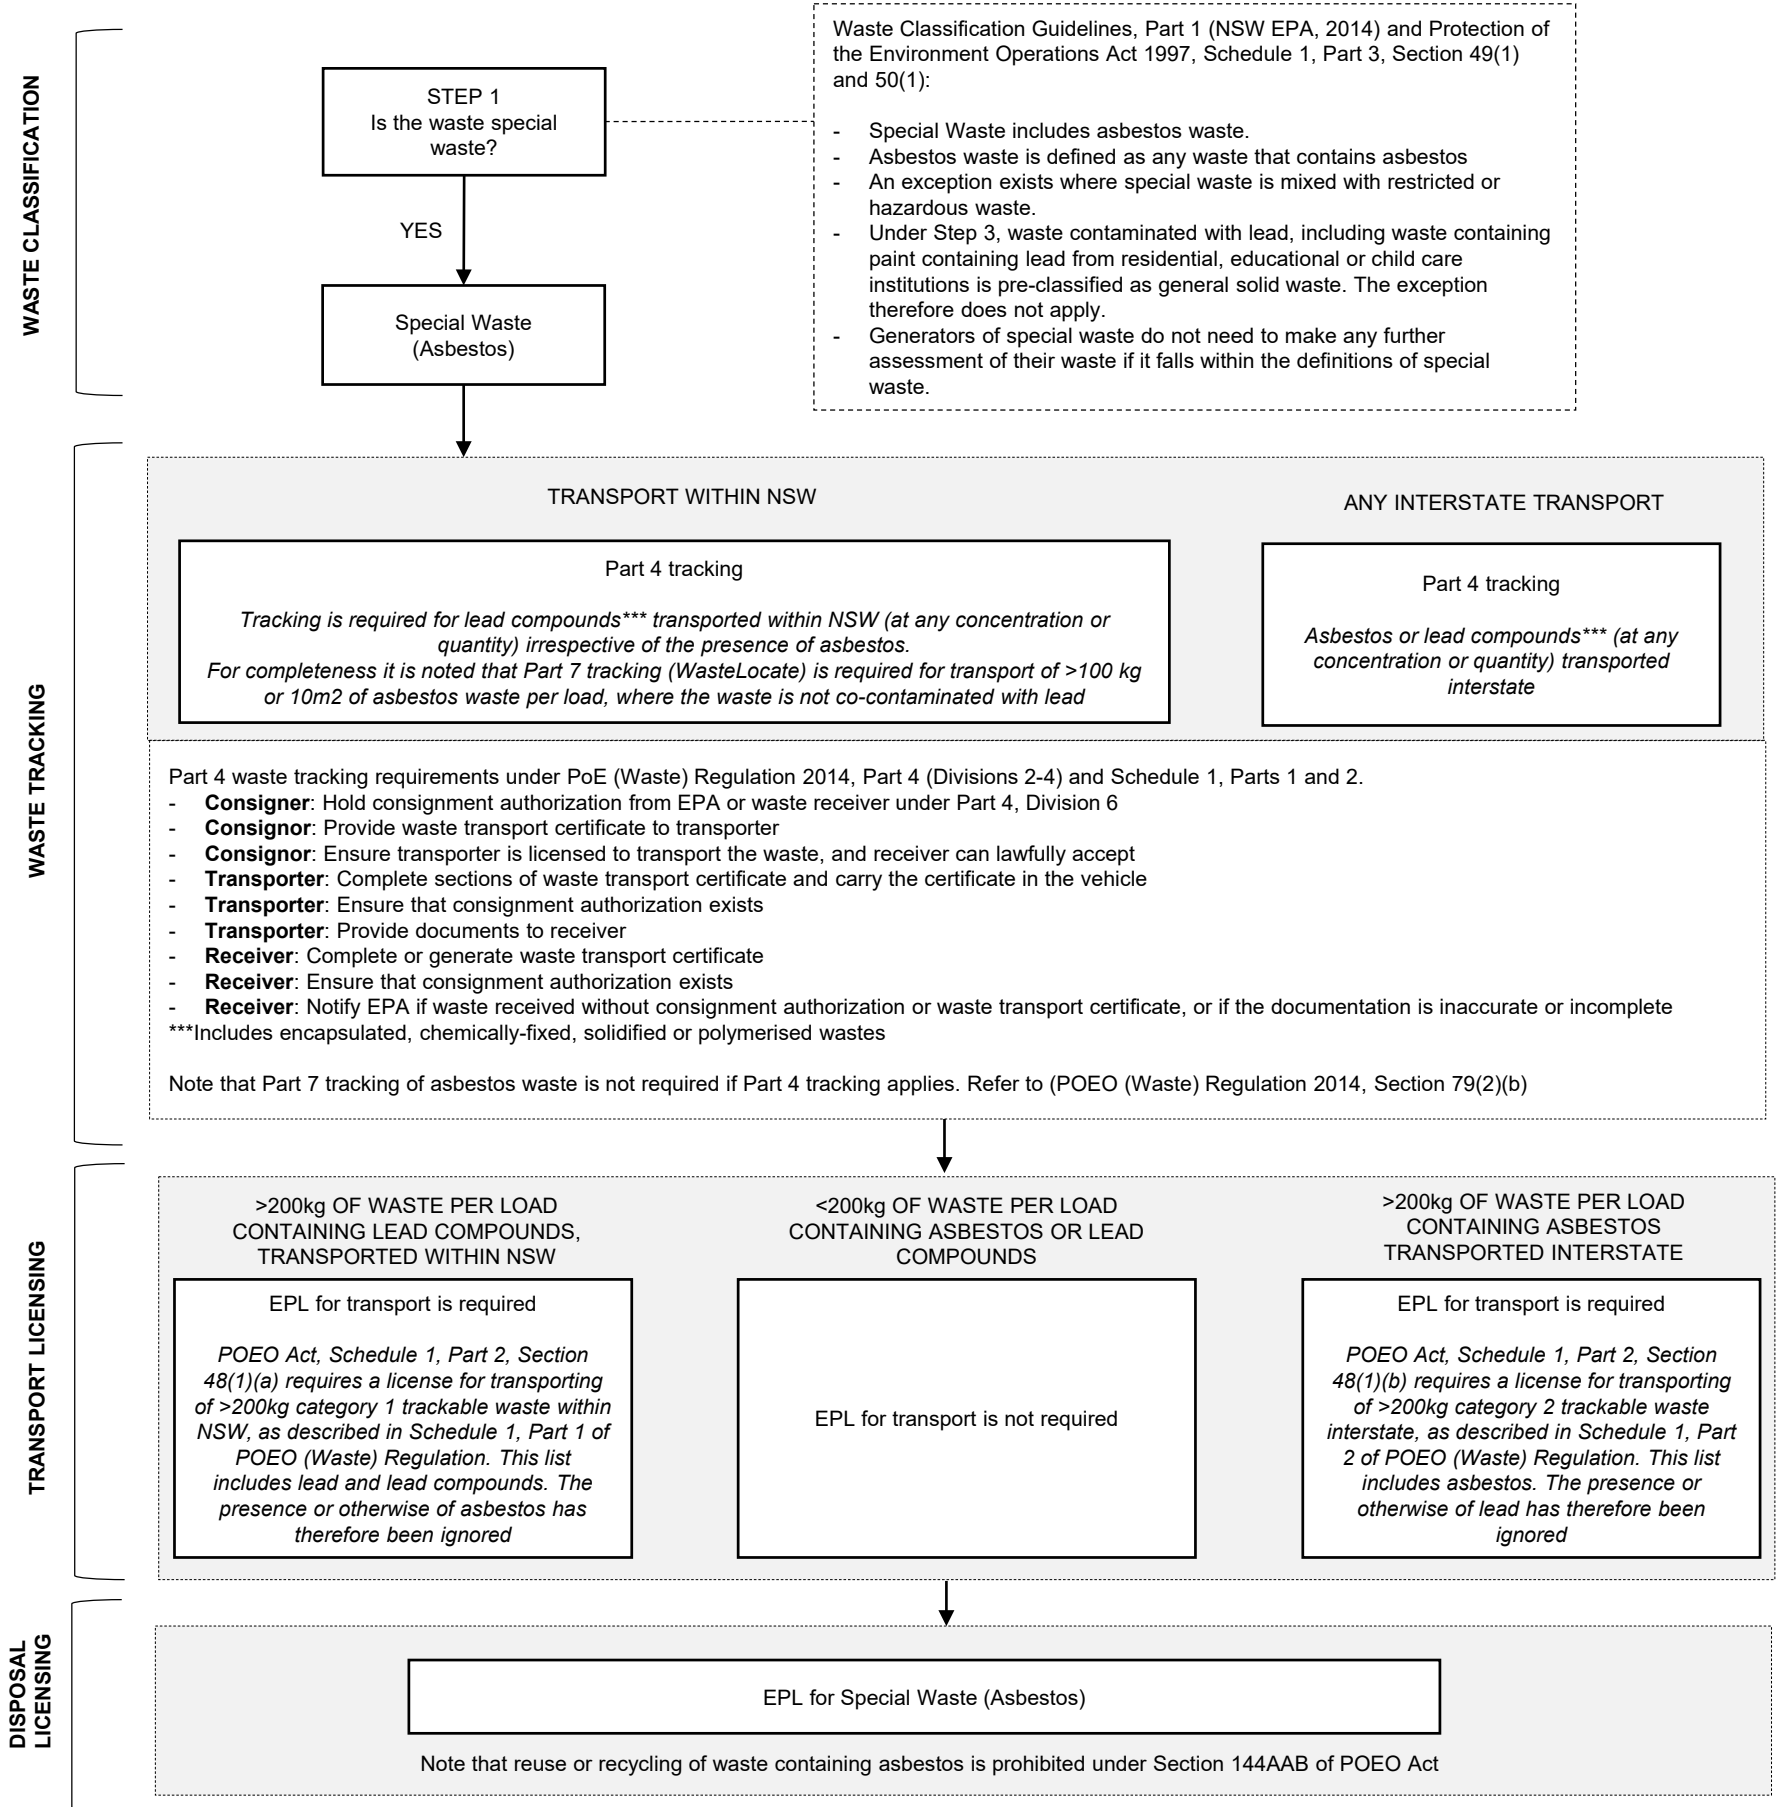 WASTE CLASSIFICATION
STEP 1
Is the waste special
waste?
YES
Special Waste
(Asbestos)
Waste Classification Guidelines, Part 1 (NSW EPA, 2014) and Protection of
the Environment Operations Act 1997, Schedule 1, Part 3, Section 49(1)
and 50(1):
- Special Waste includes asbestos waste.
- Asbestos waste is defined as any waste that contains asbestos
- An exception exists where special waste is mixed with restricted or
hazardous waste.
- Under Step 3, waste contaminated with lead, including waste containing
paint containing lead from residential, educational or child care
institutions is pre-classified as general solid waste. The exception
therefore does not apply.
- Generators of special waste do not need to make any further
assessment of their waste if it falls within the definitions of special
waste.
WASTE TRACKING
TRANSPORT WITHIN NSW
Part 4 tracking
Tracking is required for lead compounds*** transported within NSW (at any concentration or
quantity) irrespective of the presence of asbestos.
For completeness it is noted that Part 7 tracking (WasteLocate) is required for transport of >100 kg
or 10m2 of asbestos waste per load, where the waste is not co-contaminated with lead
ANY INTERSTATE TRANSPORT
Part 4 tracking
Asbestos or lead compounds*** (at any
concentration or quantity) transported
interstate
Part 4 waste tracking requirements under PoE (Waste) Regulation 2014, Part 4 (Divisions 2-4) and Schedule 1, Parts 1 and 2.
- Consigner: Hold consignment authorization from EPA or waste receiver under Part 4, Division 6
- Consignor: Provide waste transport certificate to transporter
- Consignor: Ensure transporter is licensed to transport the waste, and receiver can lawfully accept
- Transporter: Complete sections of waste transport certificate and carry the certificate in the vehicle
- Transporter: Ensure that consignment authorization exists
- Transporter: Provide documents to receiver
- Receiver: Complete or generate waste transport certificate
- Receiver: Ensure that consignment authorization exists
- Receiver: Notify EPA if waste received without consignment authorization or waste transport certificate, or if the documentation is inaccurate or incomplete
***Includes encapsulated, chemically-fixed, solidified or polymerised wastes
Note that Part 7 tracking of asbestos waste is not required if Part 4 tracking applies. Refer to (POEO (Waste) Regulation 2014, Section 79(2)(b)
TRANSPORT LICENSING
>200kg OF WASTE PER LOAD
CONTAINING LEAD COMPOUNDS,
TRANSPORTED WITHIN NSW
EPL for transport is required
POEO Act, Schedule 1, Part 2, Section
48(1)(a) requires a license for transporting
of >200kg category 1 trackable waste within
NSW, as described in Schedule 1, Part 1 of
POEO (Waste) Regulation. This list
includes lead and lead compounds. The
presence or otherwise of asbestos has
therefore been ignored
<200kg OF WASTE PER LOAD
CONTAINING ASBESTOS OR LEAD
COMPOUNDS
EPL for transport is not required
>200kg OF WASTE PER LOAD
CONTAINING ASBESTOS
TRANSPORTED INTERSTATE
EPL for transport is required
POEO Act, Schedule 1, Part 2, Section
48(1)(b) requires a license for transporting
of >200kg category 2 trackable waste
interstate, as described in Schedule 1, Part
2 of POEO (Waste) Regulation. This list
includes asbestos. The presence or
otherwise of lead has therefore been
ignored
DISPOSAL
LICENSING
EPL for Special Waste (Asbestos)
Note that reuse or recycling of waste containing asbestos is prohibited under Section 144AAB of POEO Act